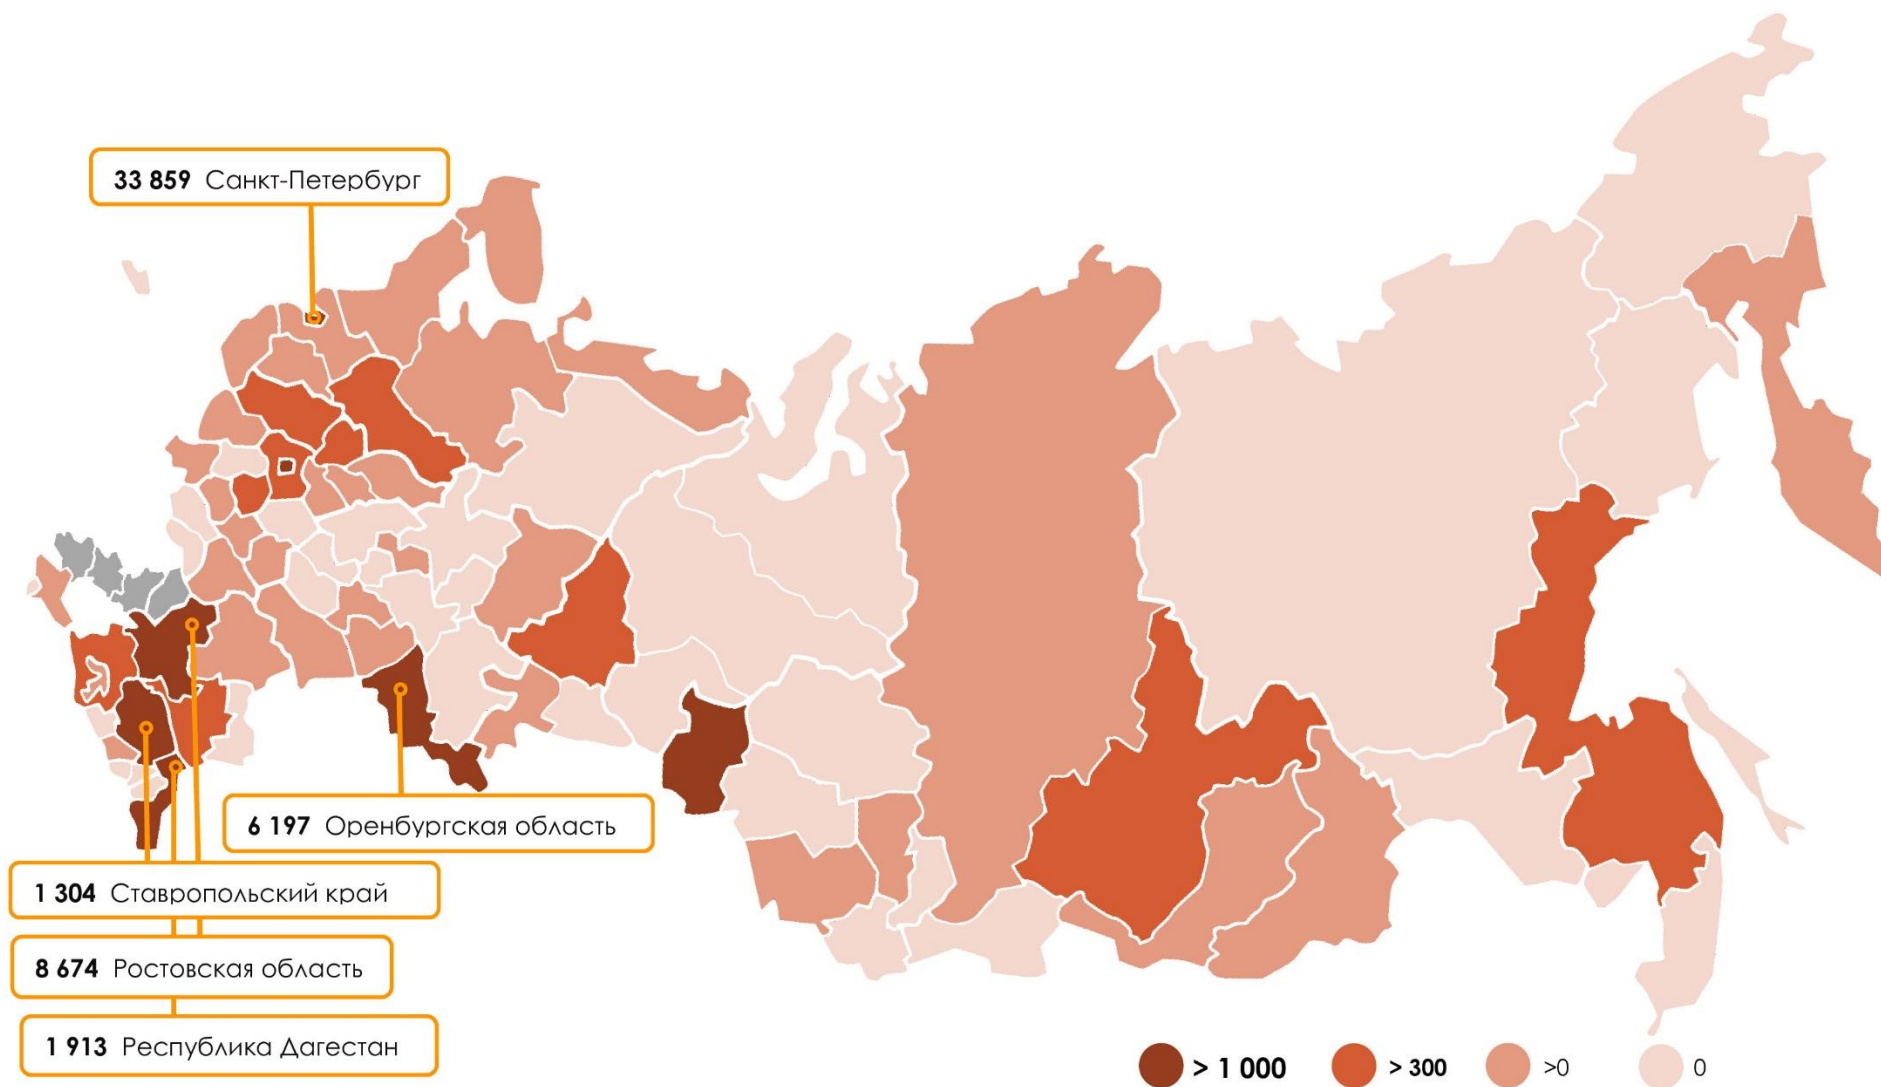 33 859 Санкт-Петербург
6 197 Оренбургская область
1 304 Ставропольский край
8 674 Ростовская область
1 913 Республика Дагестан
> 1 000 > 300 >0 0